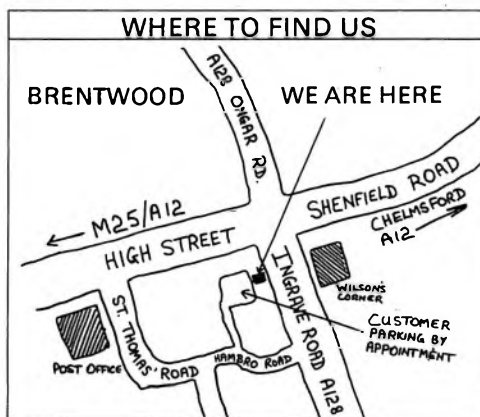 WHERE TO FIND US
BRENTWOOD
A128 ONGAR RD.
WE ARE HERE
M25/A12
HIGH STREET
SHENFIELD ROAD
CHELMSFORD
A12
INGRAVE ROAD A128
WILSON'S
CORNER
CUSTOMER
PARKING BY
APPOINTMENT
ST. THOMAS' ROAD
POST OFFICE
HAMBRO ROAD